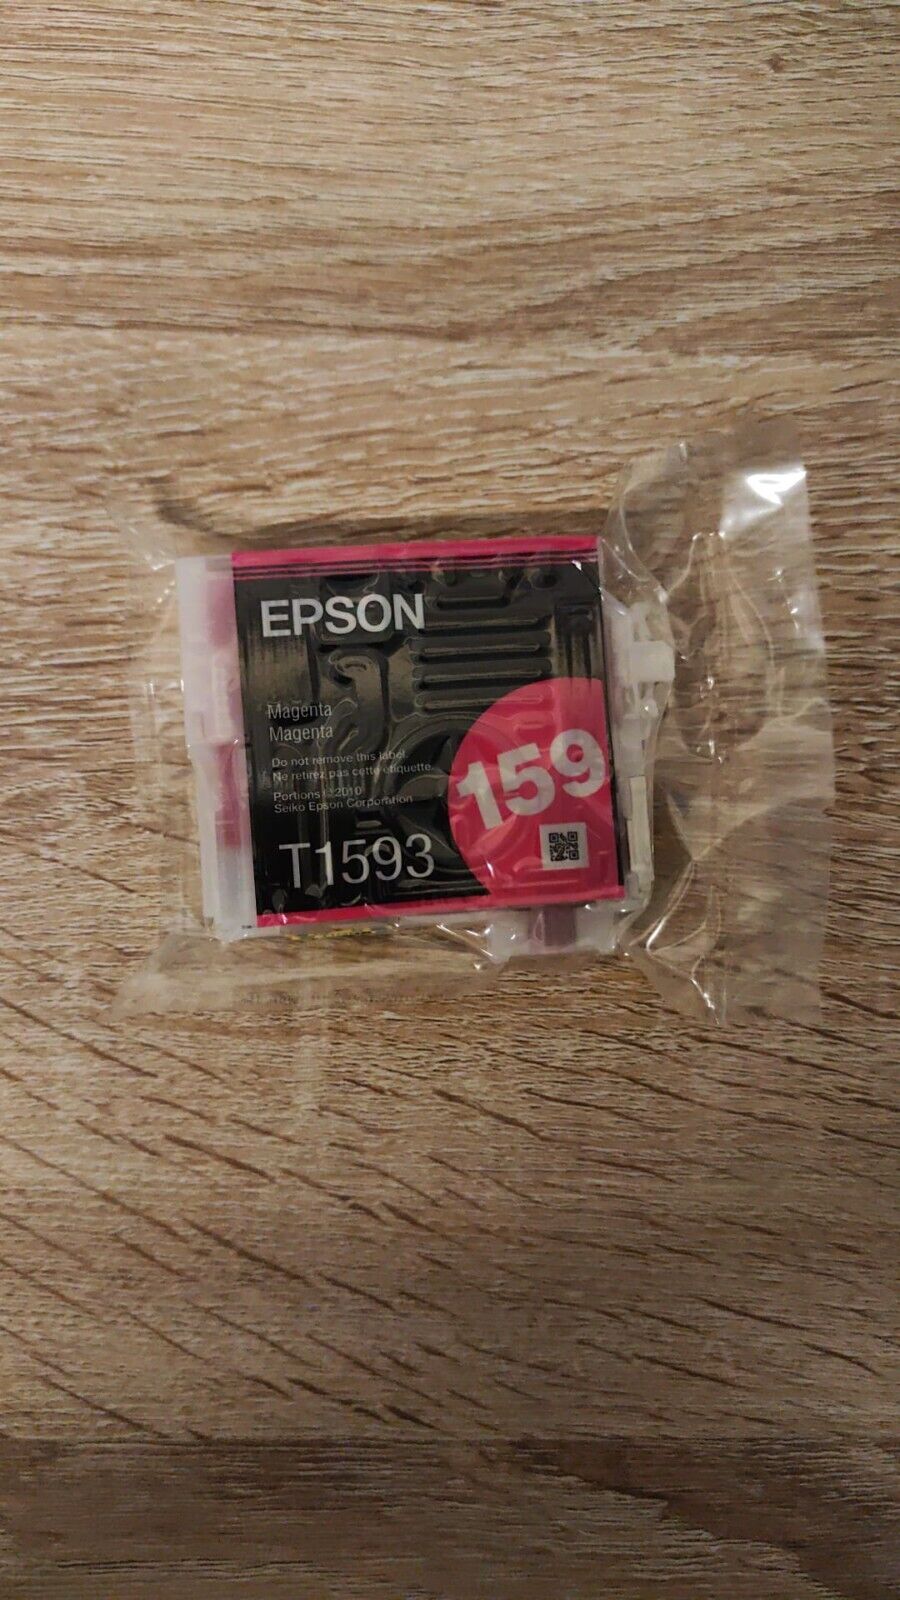 EPSON
Magenta
Magenta
Do not remove this label.
Ne retirez pas cette étiquette.
Portions © 2010
Seiko Epson Corporation
T1593
159